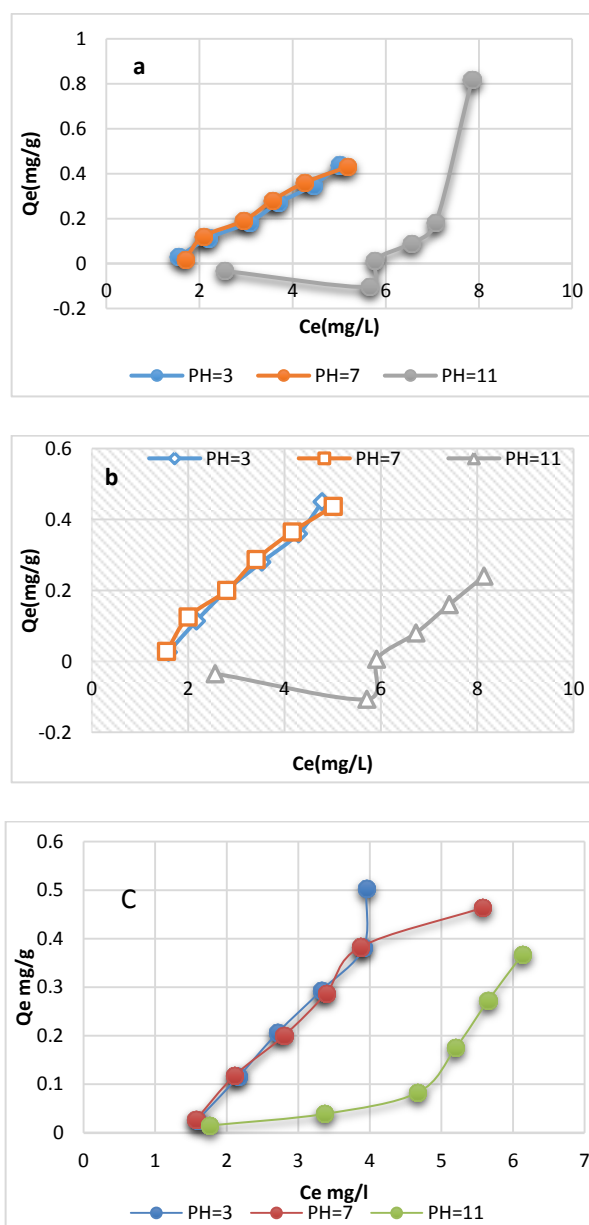 a
1
0.8
0.6
0.4
0.2
0
-0.2
Qe(mg/g)
0 2 4 6 8 10
Ce(mg/L)
PH=3 PH=7 PH=11
b
PH=3 PH=7 PH=11
0.6
0.4
0.2
0
-0.2
Qe(mg/g)
0 2 4 6 8 10
Ce(mg/L)
C
0.6
0.5
0.4
0.3
0.2
0.1
0
Qe mg/g
0 1 2 3 4 5 6 7
Ce mg/l
PH=3 PH=7 PH=11